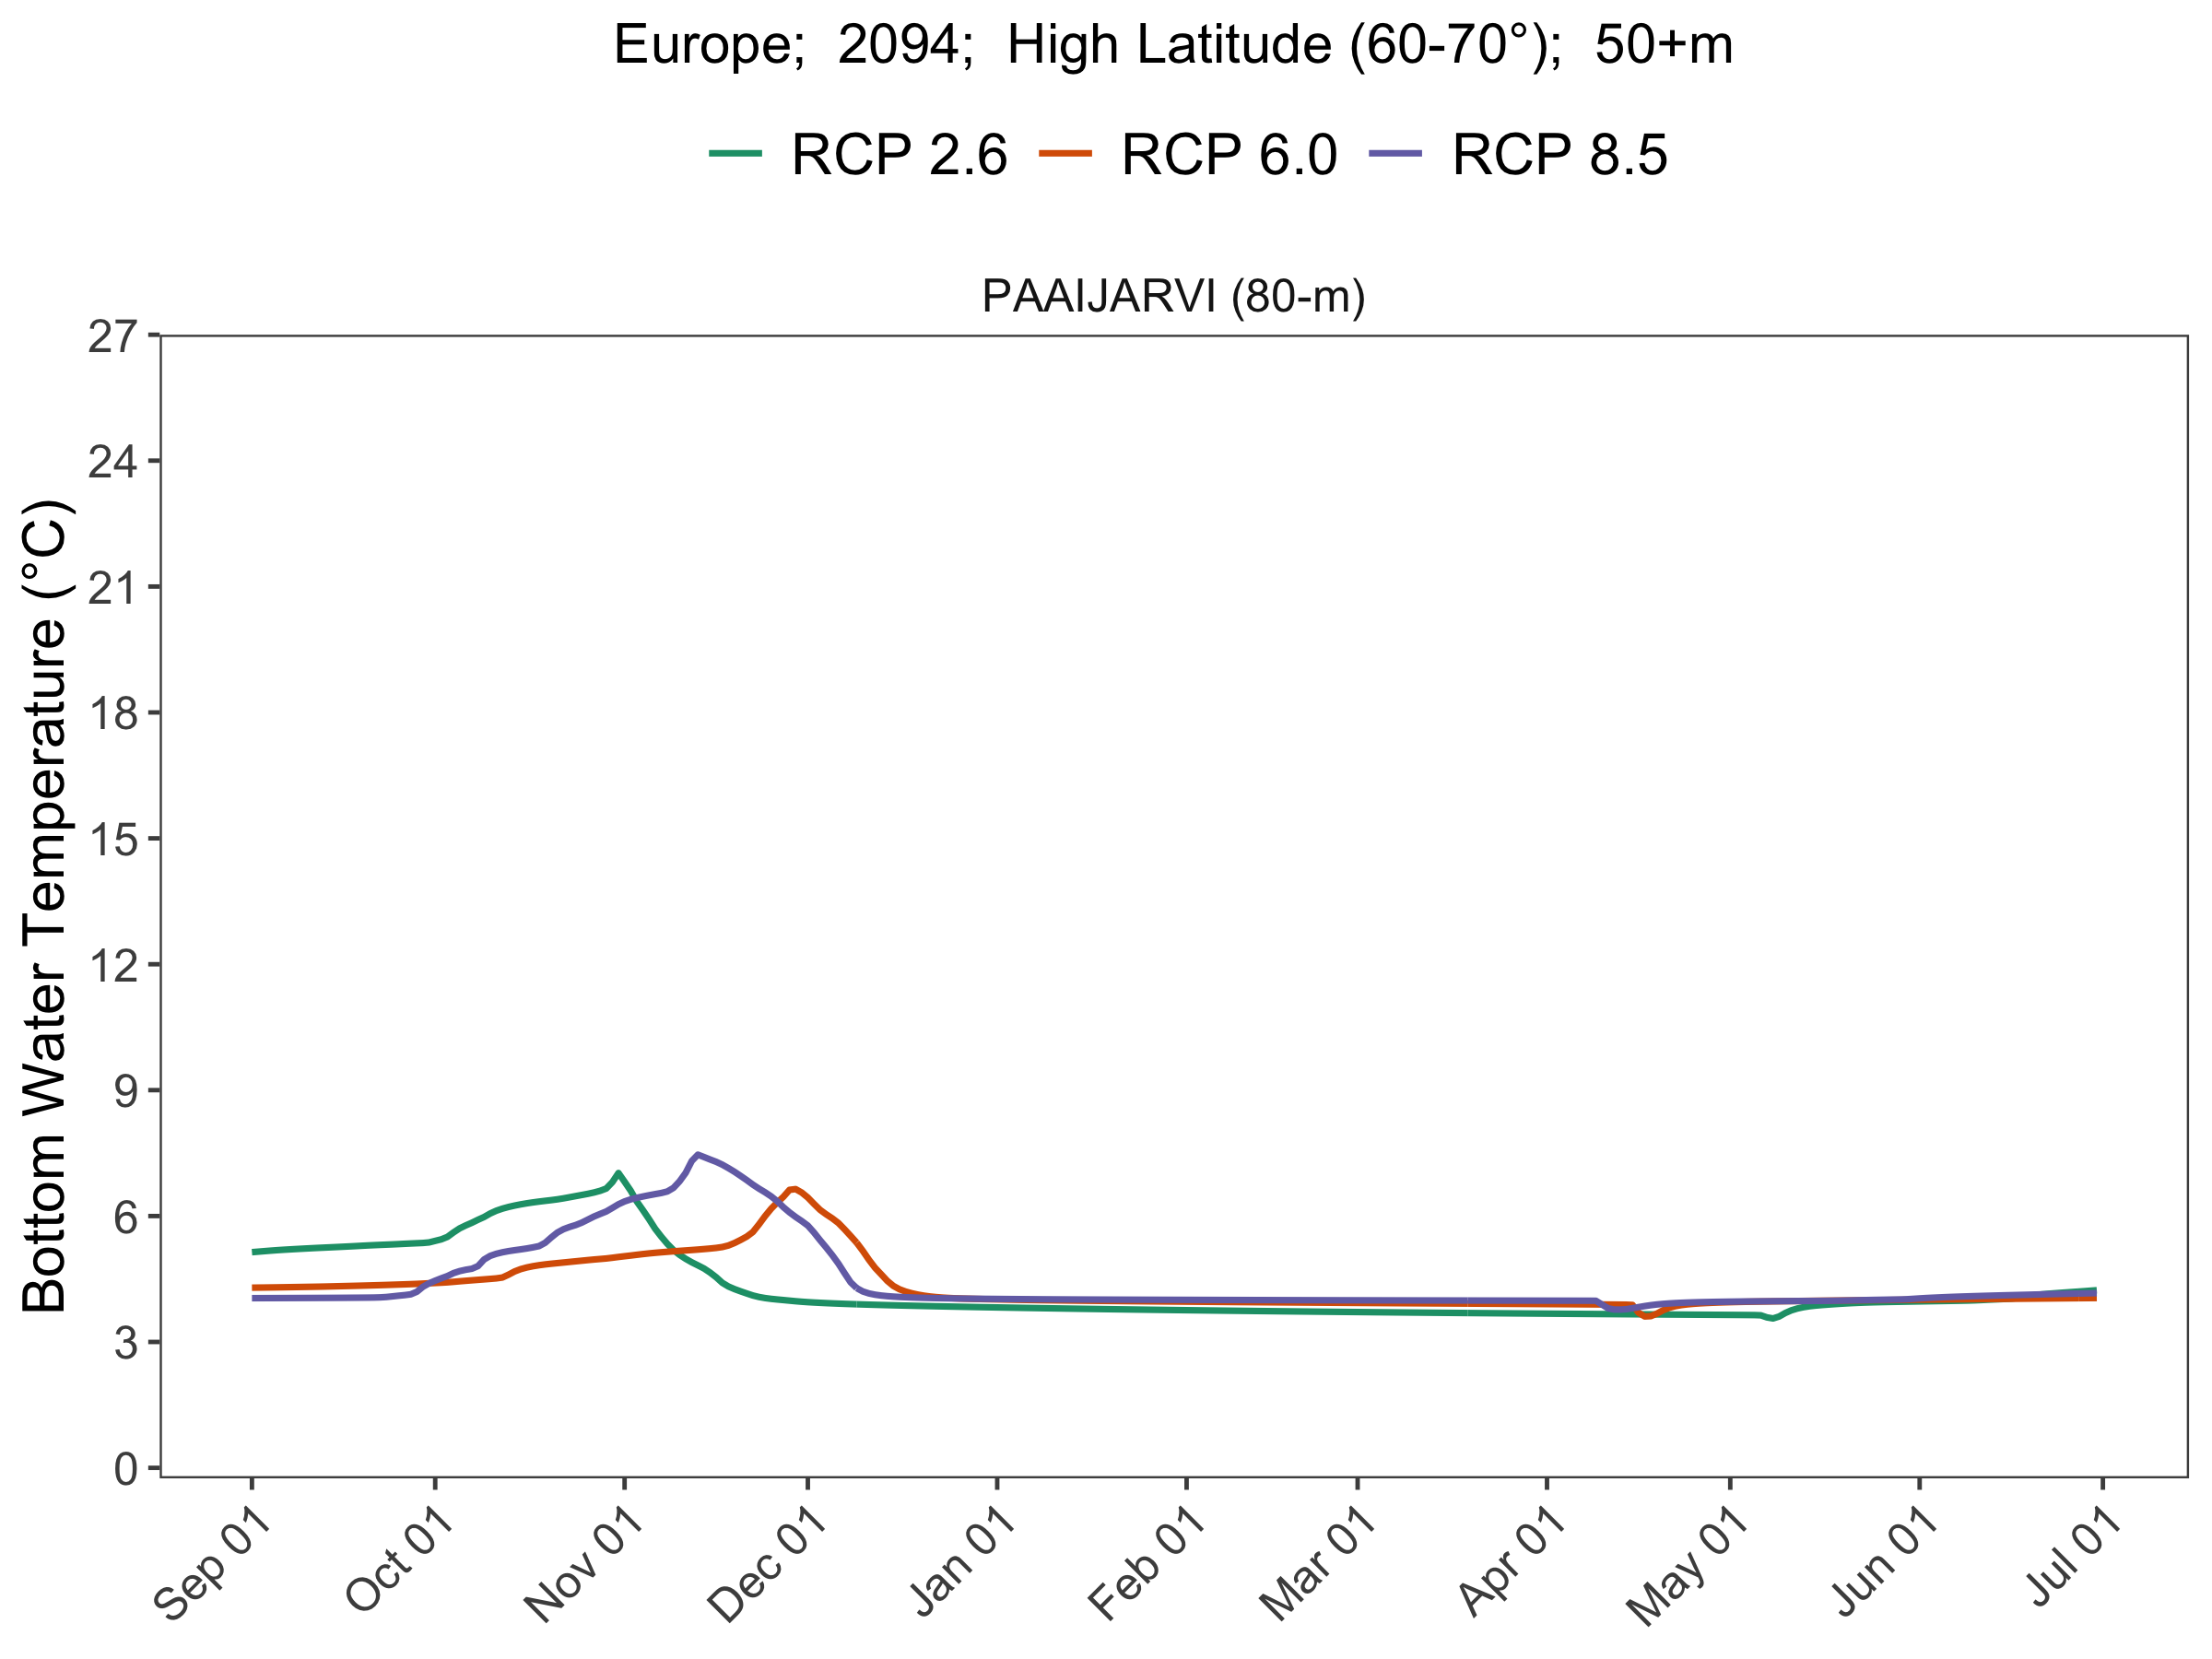 Europe; 2094; High Latitude (60-70°); 50+m
RCP 2.6 RCP 6.0 RCP 8.5
PAAIJARVI (80-m)
Bottom Water Temperature (°C)
27
24
21
18
15
12
9
6
3
0
Sep 01 Oct 01 Nov 01 Dec 01 Jan 01 Feb 01 Mar 01 Apr 01 May 01 Jun 01 Jul 01